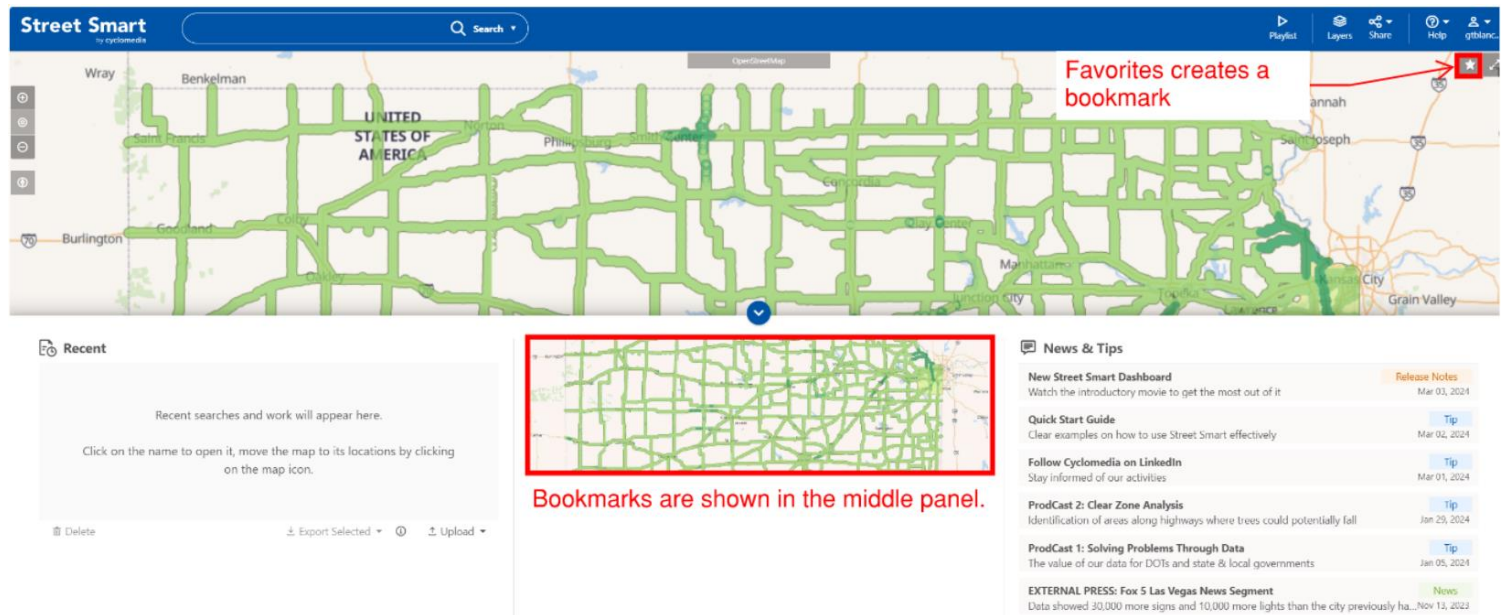 Street Smart
by cyclomedia
Search
Playlist
Layers
Share
Help
gtblanc...
OpenStreetMap
Favorites creates a
bookmark
Wray
Benkelman
UNITED
STATES OF
AMERICA
Saint Francis
Norton
Phillipsburg
Smith Center
annah
Saint Joseph
35
35
Concordia
Clay Center
Colby
Goodland
70
Burlington
Oakley
Manhattan
Junction City
Topeka
Lawrence
Kansas City
Grain Valley
Recent
Recent searches and work will appear here.
Click on the name to open it, move the map to its locations by clicking
on the map icon.
Delete
Export Selected
Upload
Bookmarks are shown in the middle panel.
News & Tips
New Street Smart Dashboard
Release Notes
Watch the introductory movie to get the most out of it
Mar 03, 2024
Quick Start Guide
Tip
Clear examples on how to use Street Smart effectively
Mar 02, 2024
Follow Cyclomedia on LinkedIn
Tip
Stay informed of our activities
Mar 01, 2024
ProdCast 2: Clear Zone Analysis
Tip
Identification of areas along highways where trees could potentially fall
Jan 29, 2024
ProdCast 1: Solving Problems Through Data
Tip
The value of our data for DOTs and state & local governments
Jan 05, 2024
EXTERNAL PRESS: Fox 5 Las Vegas News Segment
News
Data showed 30,000 more signs and 10,000 more lights than the city previously ha...
Nov 13, 2023